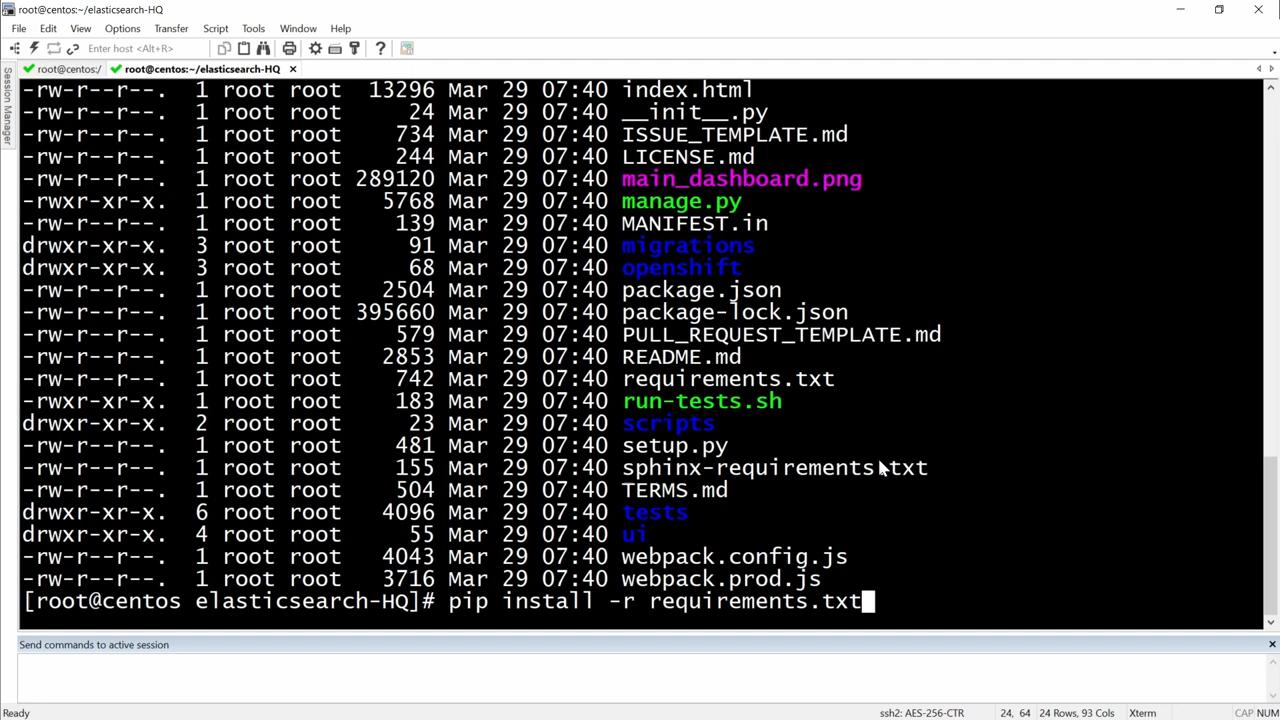 root@centos:~/elasticsearch-HQ
File Edit View Options Transfer Script Tools Window Help
Enter host <Alt+R>
root@centos:/ root@centos:~/elasticsearch-HQ
Session Manager
-rw-r--r--. 1 root root 13296 Mar 29 07:40 index.html
-rw-r--r--. 1 root root 24 Mar 29 07:40 __init__.py
-rw-r--r--. 1 root root 734 Mar 29 07:40 ISSUE_TEMPLATE.md
-rw-r--r--. 1 root root 244 Mar 29 07:40 LICENSE.md
-rw-r--r--. 1 root root 289120 Mar 29 07:40 main_dashboard.png
-rwxr-xr-x. 1 root root 5768 Mar 29 07:40 manage.py
-rw-r--r--. 1 root root 139 Mar 29 07:40 MANIFEST.in
drwxr-xr-x. 3 root root 91 Mar 29 07:40 migrations
drwxr-xr-x. 3 root root 68 Mar 29 07:40 openshift
-rw-r--r--. 1 root root 2504 Mar 29 07:40 package.json
-rw-r--r--. 1 root root 395660 Mar 29 07:40 package-lock.json
-rw-r--r--. 1 root root 579 Mar 29 07:40 PULL_REQUEST_TEMPLATE.md
-rw-r--r--. 1 root root 2853 Mar 29 07:40 README.md
-rw-r--r--. 1 root root 742 Mar 29 07:40 requirements.txt
-rwxr-xr-x. 1 root root 183 Mar 29 07:40 run-tests.sh
drwxr-xr-x. 2 root root 23 Mar 29 07:40 scripts
-rw-r--r--. 1 root root 481 Mar 29 07:40 setup.py
-rw-r--r--. 1 root root 155 Mar 29 07:40 sphinx-requirements.txt
-rw-r--r--. 1 root root 504 Mar 29 07:40 TERMS.md
drwxr-xr-x. 6 root root 4096 Mar 29 07:40 tests
drwxr-xr-x. 4 root root 55 Mar 29 07:40 ui
-rw-r--r--. 1 root root 4043 Mar 29 07:40 webpack.config.js
-rw-r--r--. 1 root root 3716 Mar 29 07:40 webpack.prod.js
[root@centos elasticsearch-HQ]# pip install -r requirements.txt
Send commands to active session
Ready ssh2: AES-256-CTR 24, 64 24 Rows, 93 Cols Xterm CAP NUM